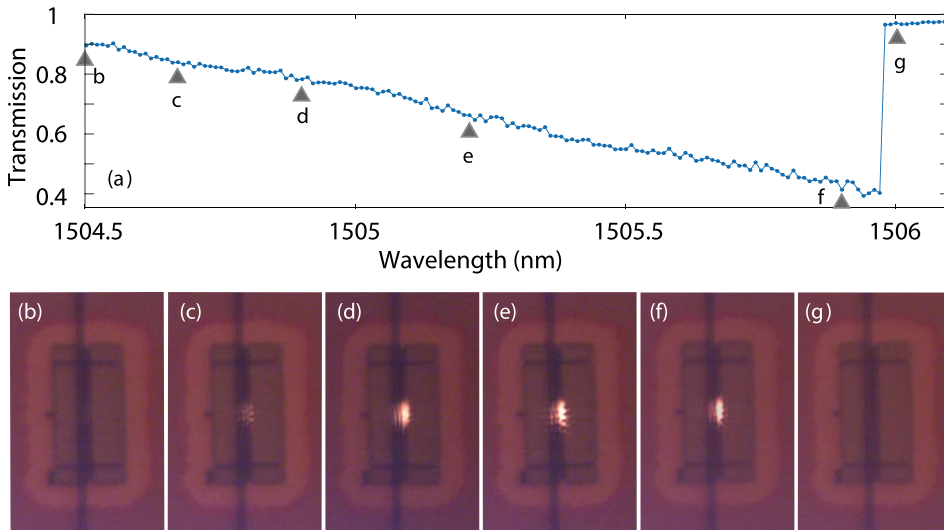 1
0.8
0.6
0.4
Transmission
b
c
d
e
f
g
(a)
1504.5 1505 1505.5 1506
Wavelength (nm)
(b) (c) (d) (e) (f) (g)